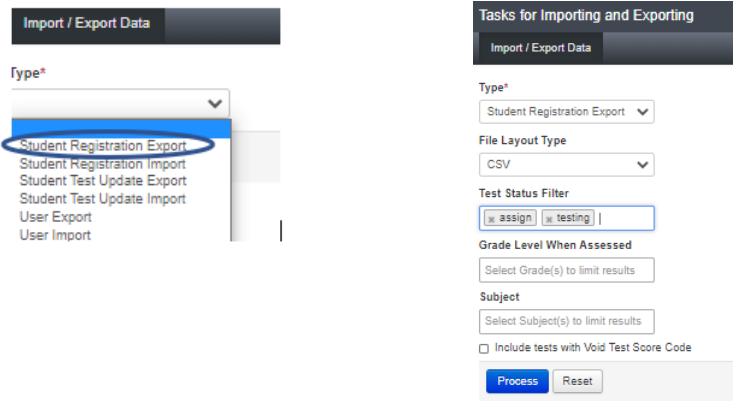 Import / Export Data
Type*
Student Registration Export
Student Registration Import
Student Test Update Export
Student Test Update Import
User Export
User Import
Tasks for Importing and Exporting
Import / Export Data
Type*
Student Registration Export
File Layout Type
CSV
Test Status Filter
x assign x testing
Grade Level When Assessed
Select Grade(s) to limit results
Subject
Select Subject(s) to limit results
Include tests with Void Test Score Code
Process Reset